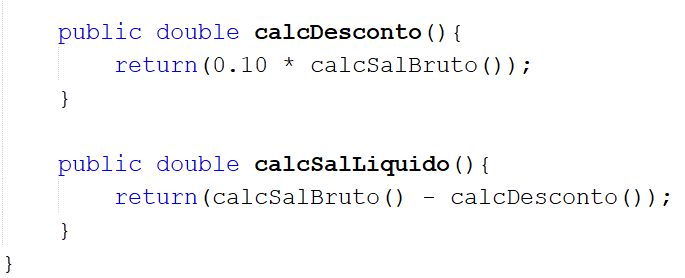 public double calcDesconto(){
return(0.10 * calcSalBruto());
}
public double calcSalLiquido(){
return(calcSalBruto() - calcDesconto());
}
}